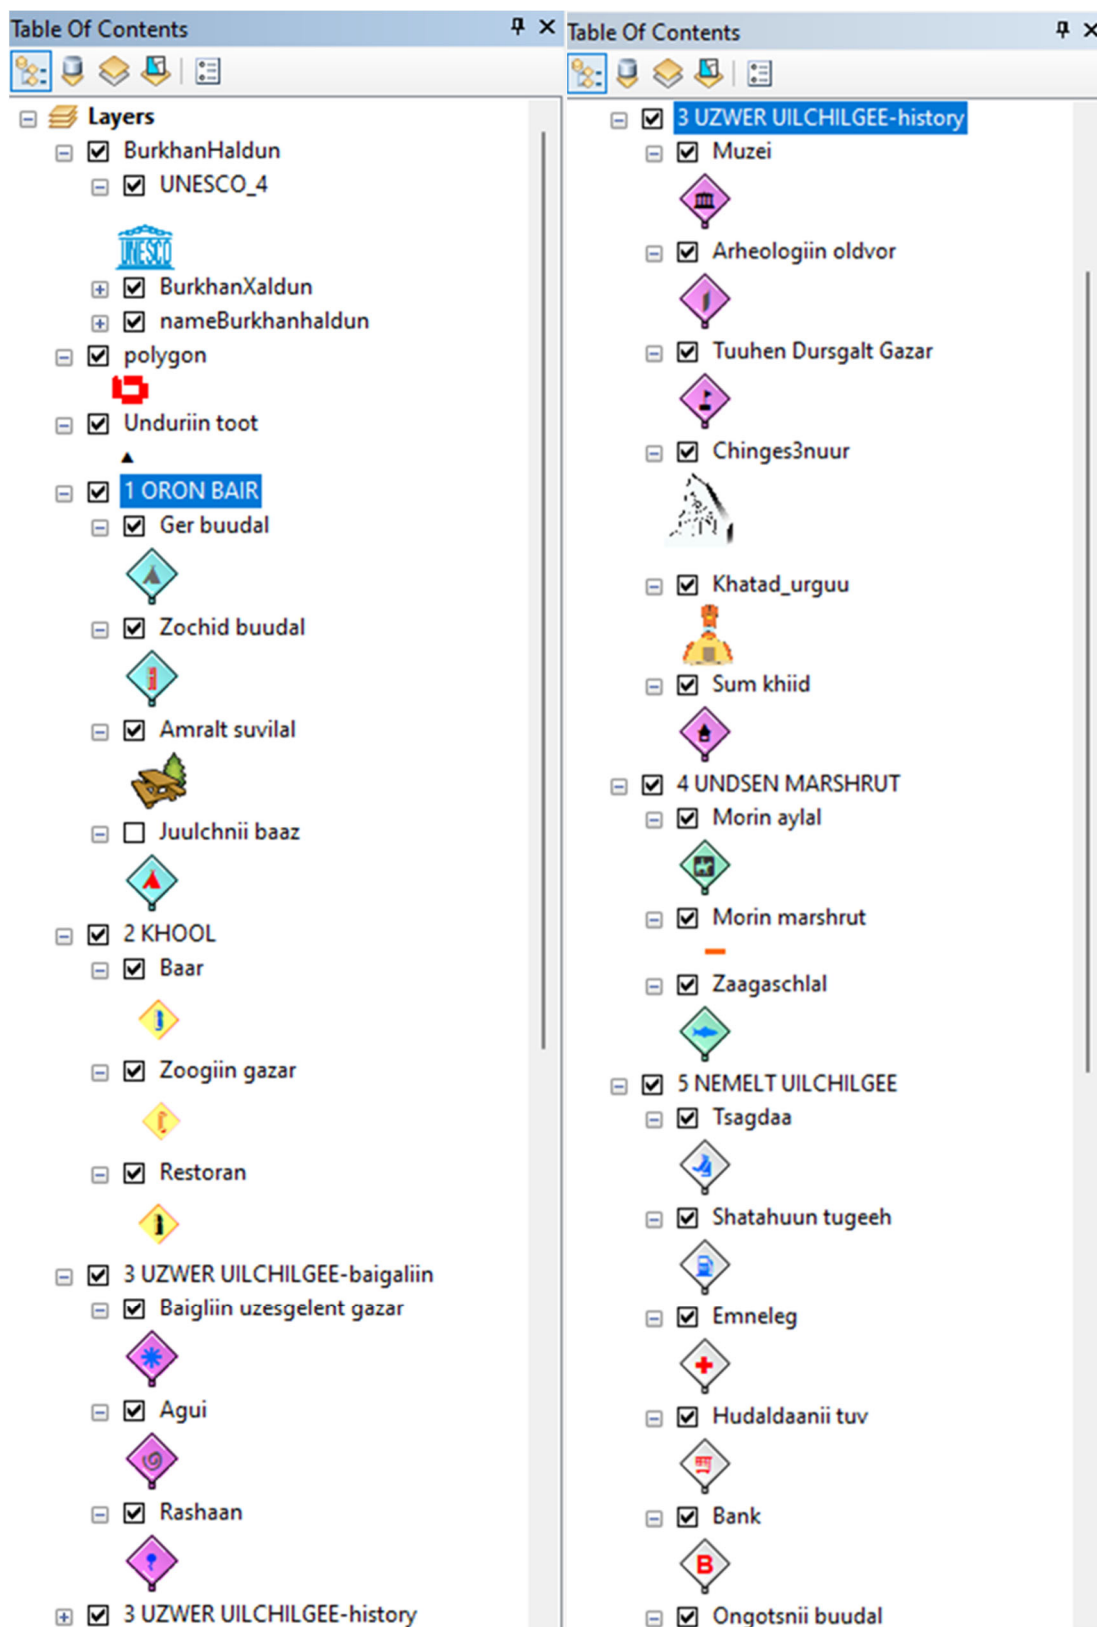 Table Of Contents
Layers
BurkhanHaldun
UNESCO_4
UNESCO
BurkhanXaldun
nameBurkhanhaldun
polygon
Unduriin toot
1 ORON BAIR
Ger buudal
Zochid buudal
Amralt suvilal
Juulchnii baaz
2 KHOOL
Baar
Zoogiin gazar
Restoran
3 UZWER UILCHILGEE-baigaliin
Baigliin uzesgelent gazar
Agui
Rashaan
3 UZWER UILCHILGEE-history
Table Of Contents
3 UZWER UILCHILGEE-history
Muzei
Arheologiin oldvor
Tuuhen Dursgalt Gazar
Chinges3nuur
Khatad_urguu
Sum khiid
4 UNDSEN MARSHRUT
Morin aylal
Morin marshrut
Zaagaschlal
5 NEMELT UILCHILGEE
Tsagdaa
Shatahuun tugeeh
Emneleg
Hudaldaanii tuv
Bank
B
Ongotsnii buudal